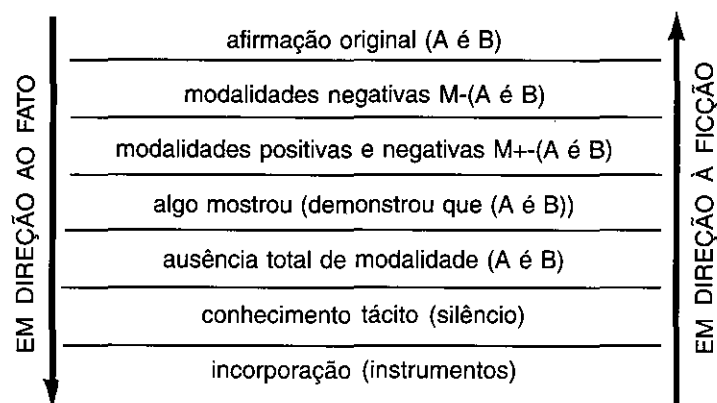 EM DIREÇÃO AO FATO
afirmação original (A é B)
modalidades negativas M-(A é B)
modalidades positivas e negativas M+-(A é B)
algo mostrou (demonstrou que (A é B))
ausência total de modalidade (A é B)
conhecimento tácito (silêncio)
incorporação (instrumentos)
EM DIREÇÃO À FICÇÃO